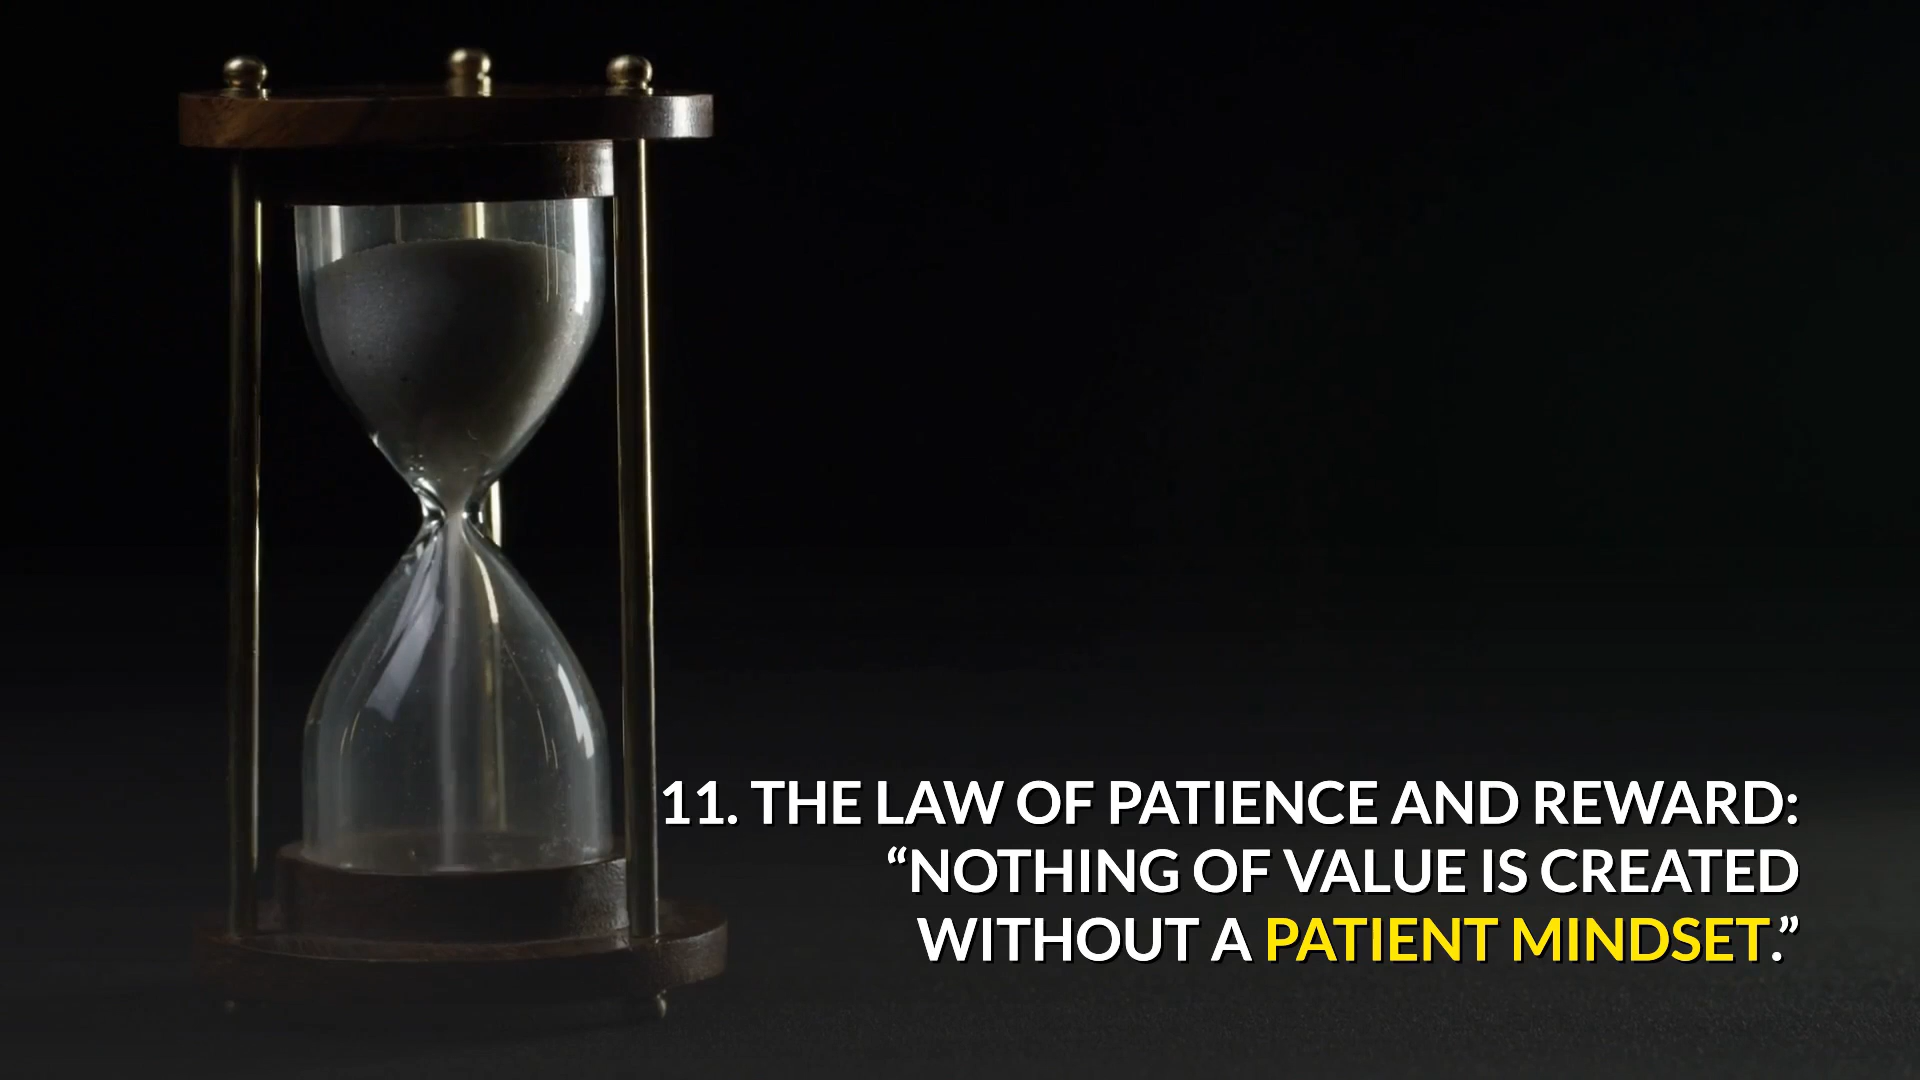 11. THE LAW OF PATIENCE AND REWARD:
“NOTHING OF VALUE IS CREATED
WITHOUT A PATIENT MINDSET.”